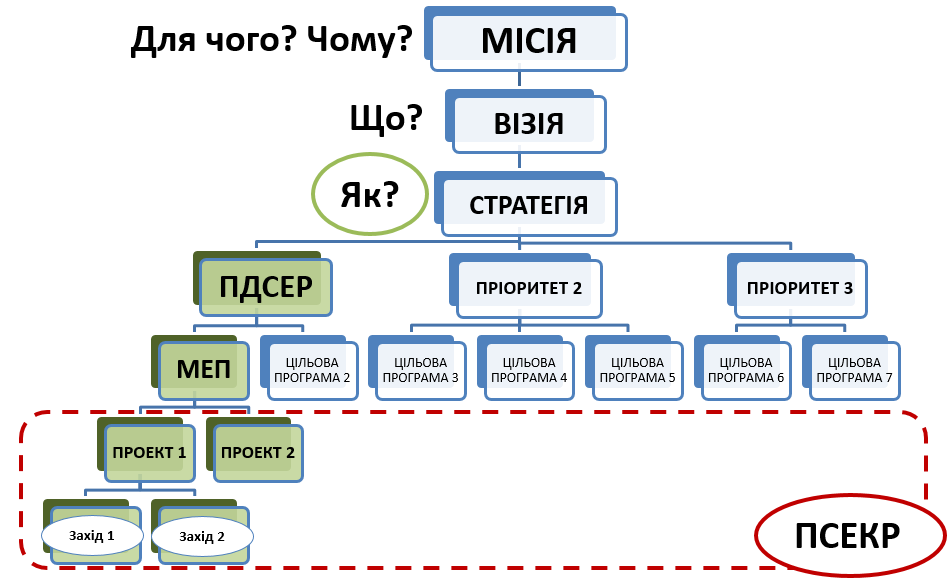 Для чого? Чому?
МІСІЯ
Що?
ВІЗІЯ
Як?
СТРАТЕГІЯ
ПДСЕР
ПРІОРИТЕТ 2
ПРІОРИТЕТ 3
МЕП
ЦІЛЬОВА
ПРОГРАМА 2
ЦІЛЬОВА
ПРОГРАМА 3
ЦІЛЬОВА
ПРОГРАМА 4
ЦІЛЬОВА
ПРОГРАМА 5
ЦІЛЬОВА
ПРОГРАМА 6
ЦІЛЬОВА
ПРОГРАМА 7
ПРОЕКТ 1
ПРОЕКТ 2
Захід 1
Захід 2
ПСЕКР